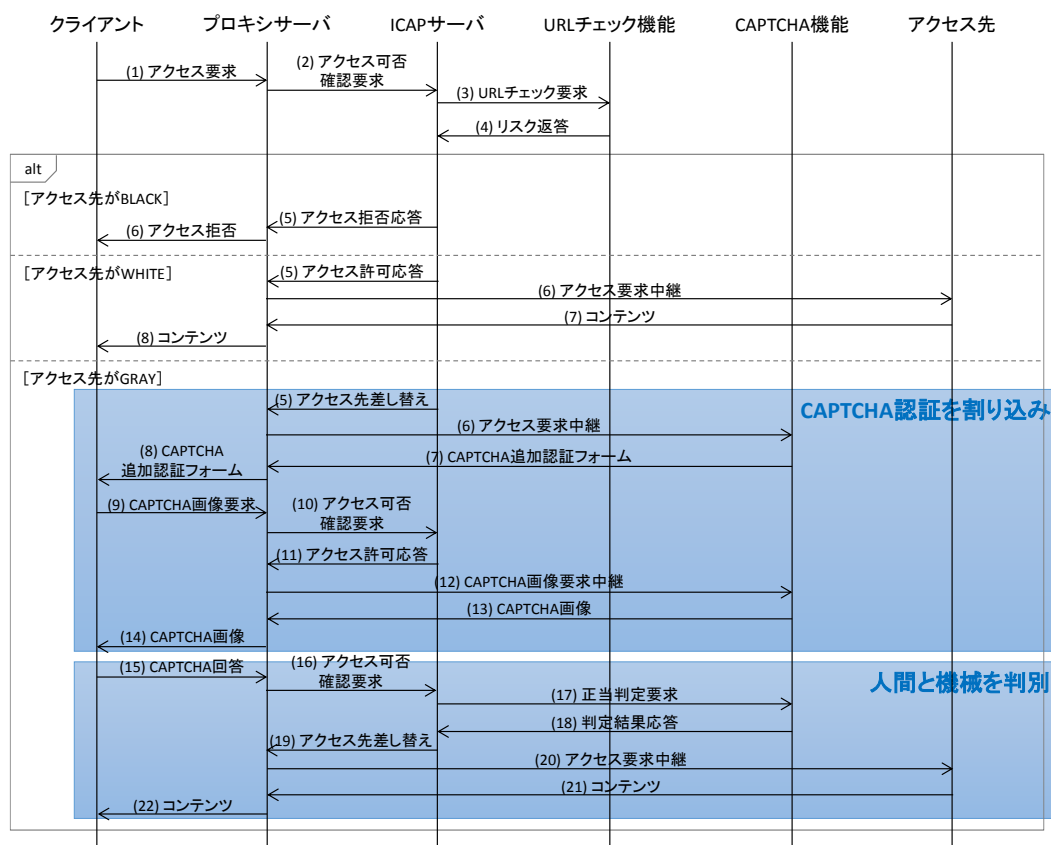 クライアント
プロキシサーバ
ICAPサーバ
URLチェック機能
CAPTCHA機能
アクセス先
(1) アクセス要求
(2) アクセス可否
確認要求
(3) URLチェック要求
(4) リスク返答
alt
[アクセス先がBLACK]
(5) アクセス拒否応答
(6) アクセス拒否
[アクセス先がWHITE]
(5) アクセス許可応答
(6) アクセス要求中継
(7) コンテンツ
(8) コンテンツ
[アクセス先がGRAY]
(5) アクセス先差し替え
CAPTCHA認証を割り込み
(6) アクセス要求中継
(7) CAPTCHA追加認証フォーム
(8) CAPTCHA
追加認証フォーム
(9) CAPTCHA画像要求
(10) アクセス可否
確認要求
(11) アクセス許可応答
(12) CAPTCHA画像要求中継
(13) CAPTCHA画像
(14) CAPTCHA画像
(15) CAPTCHA回答
(16) アクセス可否
確認要求
人間と機械を判別
(17) 正当判定要求
(18) 判定結果応答
(19) アクセス先差し替え
(20) アクセス要求中継
(21) コンテンツ
(22) コンテンツ